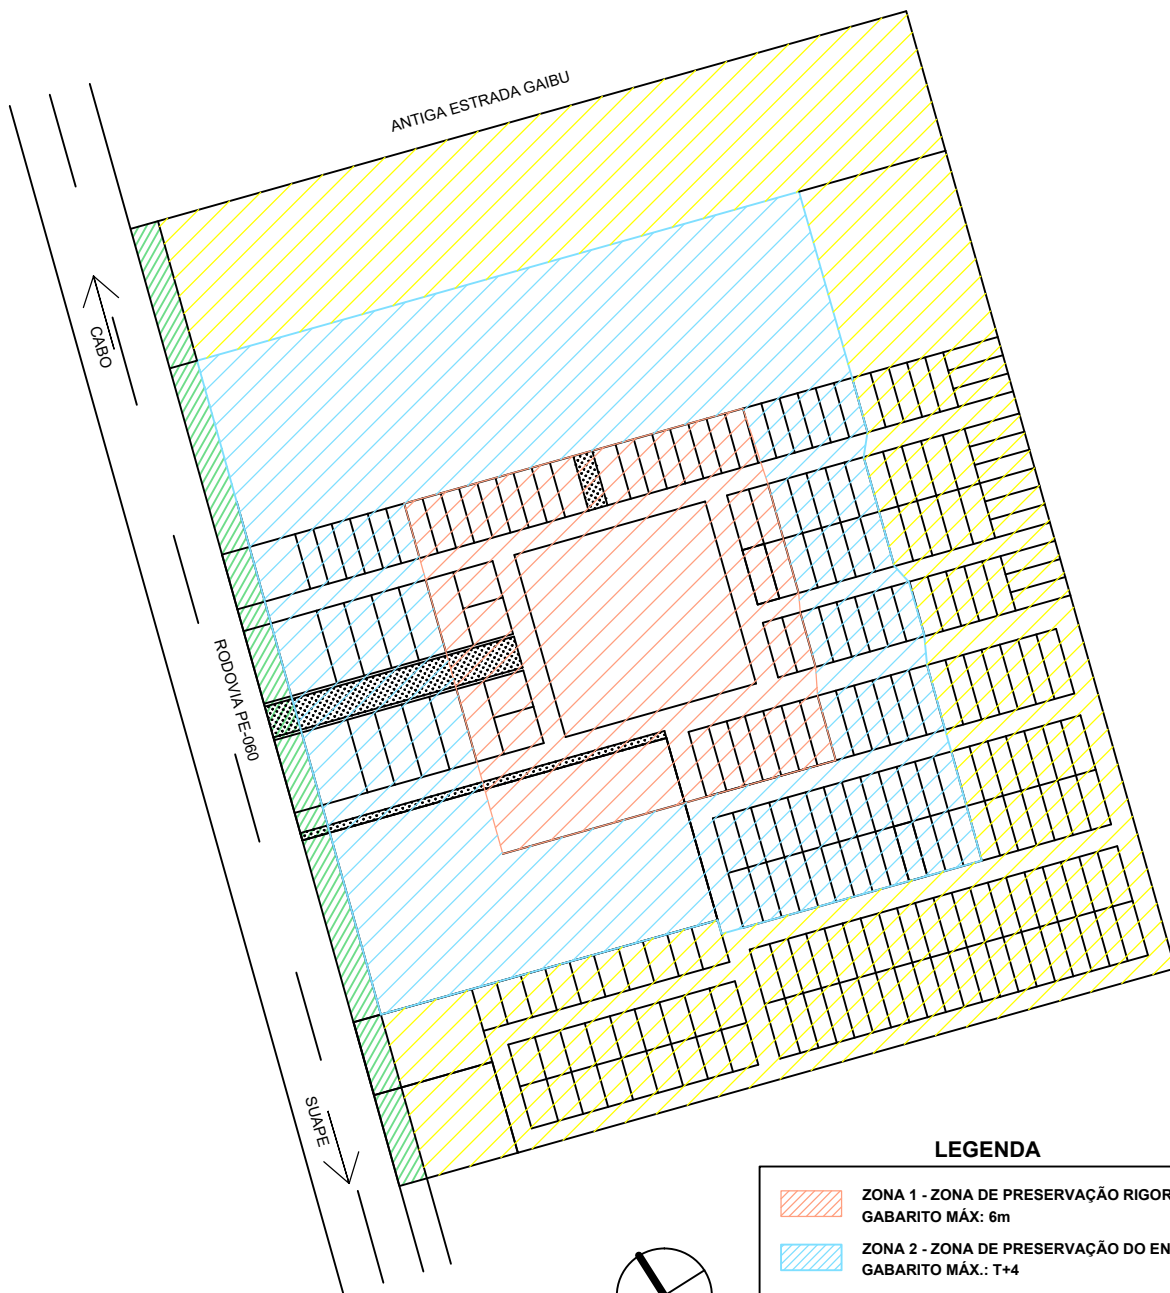 ANTIGA ESTRADA GAIBU
CABO
RODOVIA PE-060
SUAPE
LEGENDA
ZONA 1 - ZONA DE PRESERVAÇÃO RIGOR
GABARITO MÁX: 6m
ZONA 2 - ZONA DE PRESERVAÇÃO DO EN
GABARITO MÁX.: T+4